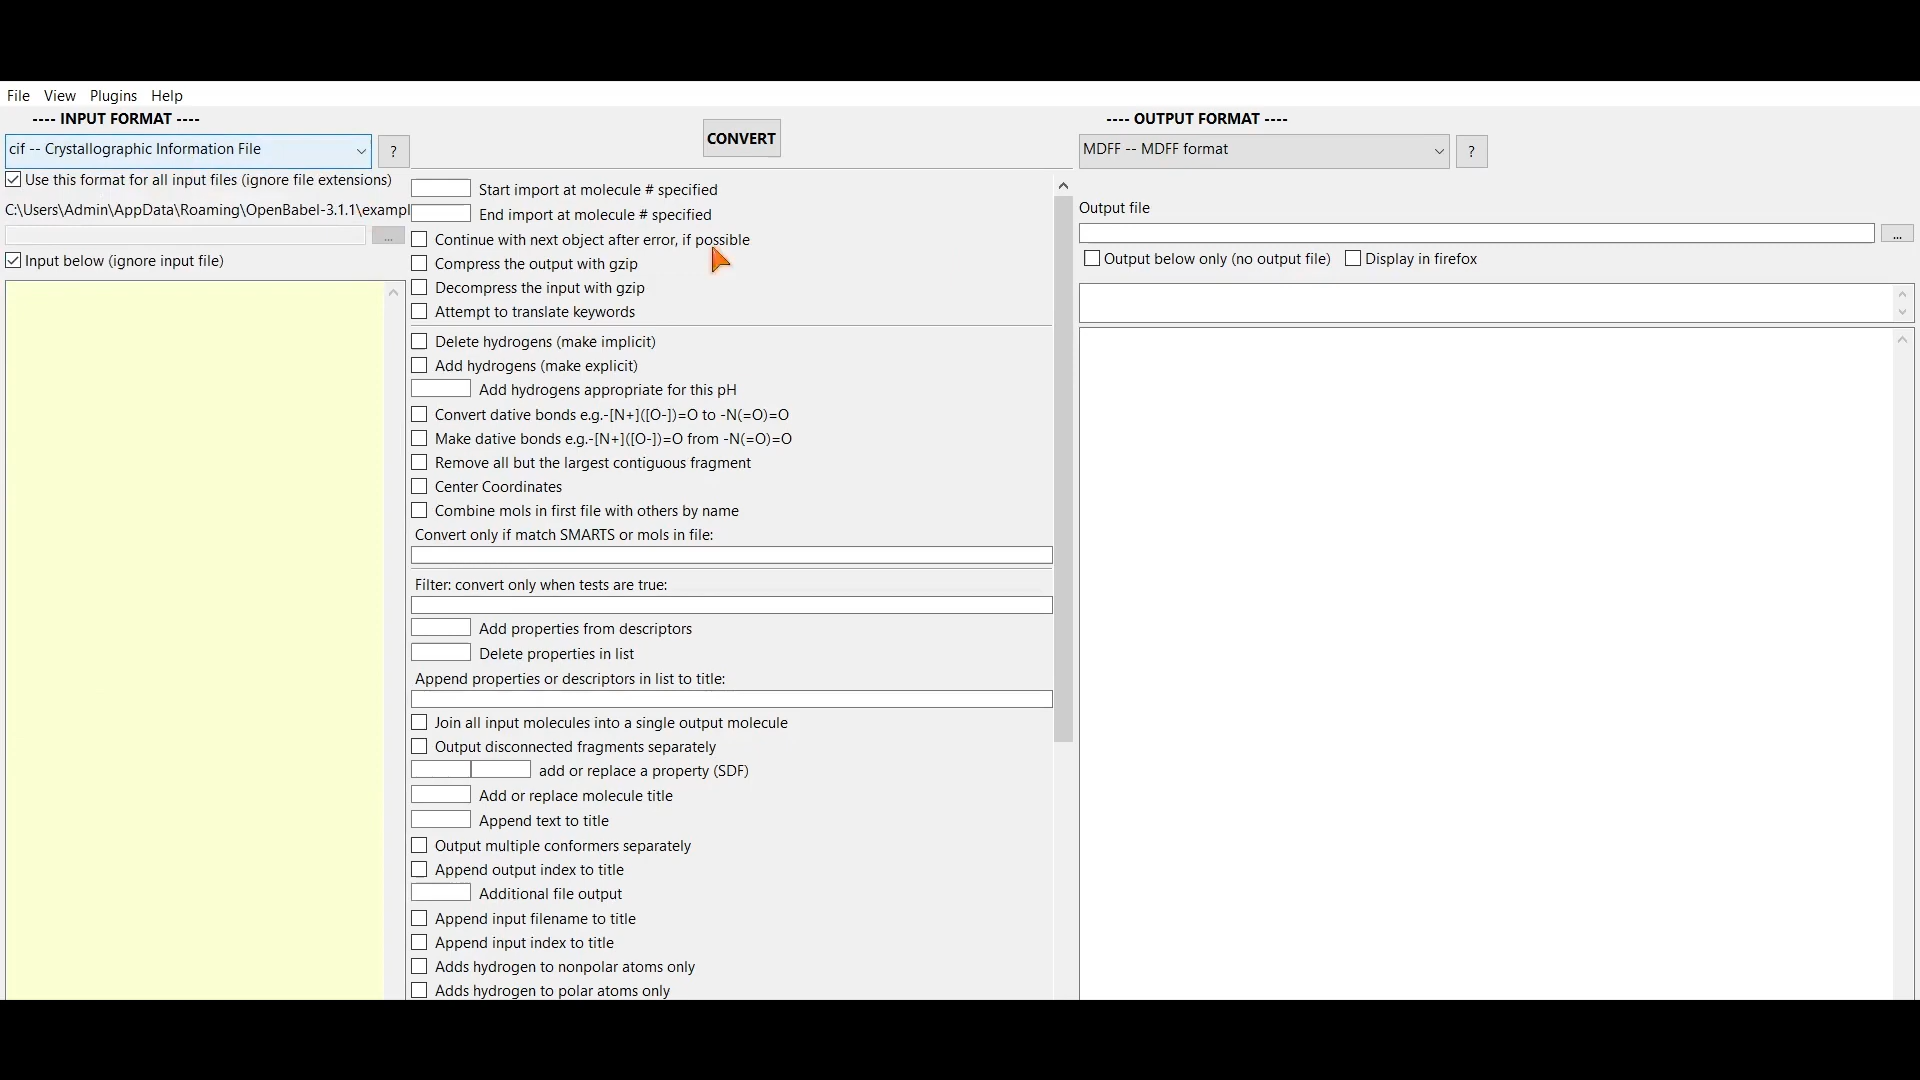 File View Plugins Help
---- INPUT FORMAT ----
cif -- Crystallographic Information File
?
Use this format for all input files (ignore file extensions)
C:\Users\Admin\AppData\Roaming\OpenBabel-3.1.1\exampl
...
Input below (ignore input file)
CONVERT
Start import at molecule # specified
End import at molecule # specified
Continue with next object after error, if possible
Compress the output with gzip
Decompress the input with gzip
Attempt to translate keywords
Delete hydrogens (make implicit)
Add hydrogens (make explicit)
Add hydrogens appropriate for this pH
Convert dative bonds e.g.-[N+]([O-])=O to -N(=O)=O
Make dative bonds e.g.-[N+]([O-])=O from -N(=O)=O
Remove all but the largest contiguous fragment
Center Coordinates
Combine mols in first file with others by name
Convert only if match SMARTS or mols in file:
Filter: convert only when tests are true:
Add properties from descriptors
Delete properties in list
Append properties or descriptors in list to title:
Join all input molecules into a single output molecule
Output disconnected fragments separately
add or replace a property (SDF)
Add or replace molecule title
Append text to title
Output multiple conformers separately
Append output index to title
Additional file output
Append input filename to title
Append input index to title
Adds hydrogen to nonpolar atoms only
Adds hydrogen to polar atoms only
---- OUTPUT FORMAT ----
MDFF -- MDFF format
?
Output file
...
Output below only (no output file) Display in firefox